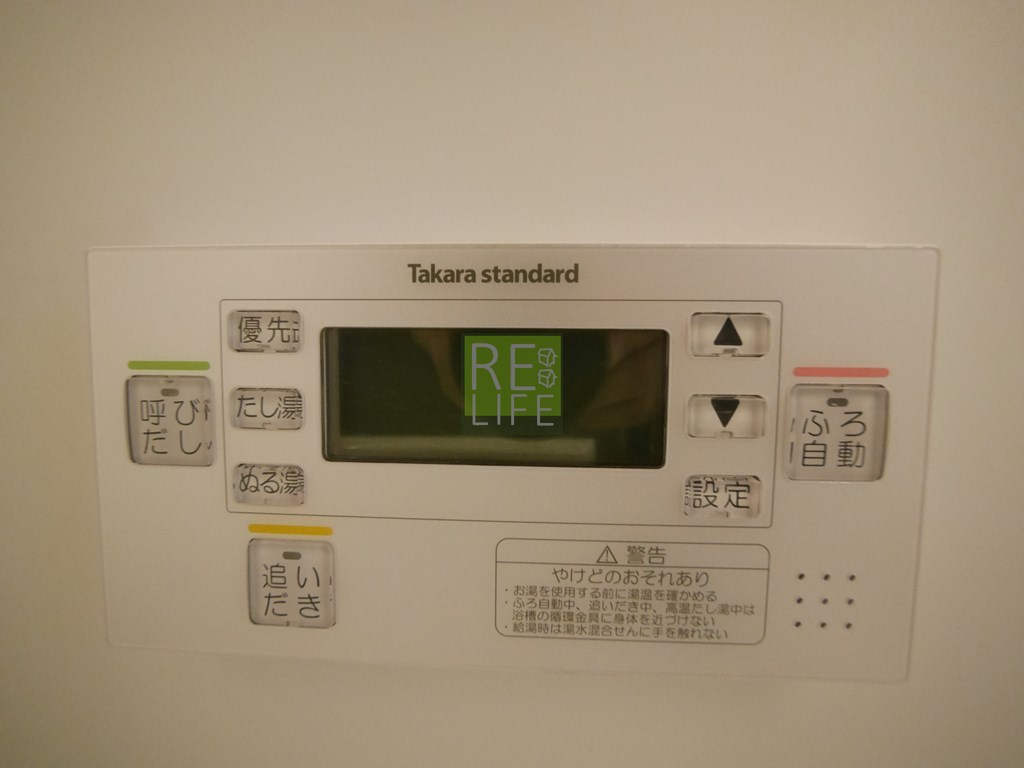 Takara standard
優先
たし湯
ぬる湯
RE
LIFE
▲
▼
設定
呼び
だし
ふろ
自動
追い
だき
⚠ 警告
やけどのおそれあり
・お湯を使用する前に湯温を確かめる
・ふろ自動中、追いだき中、高温だし湯中は
浴槽の循環金具に身体を近づけない
・給湯時は湯水混合せんに手を触れない